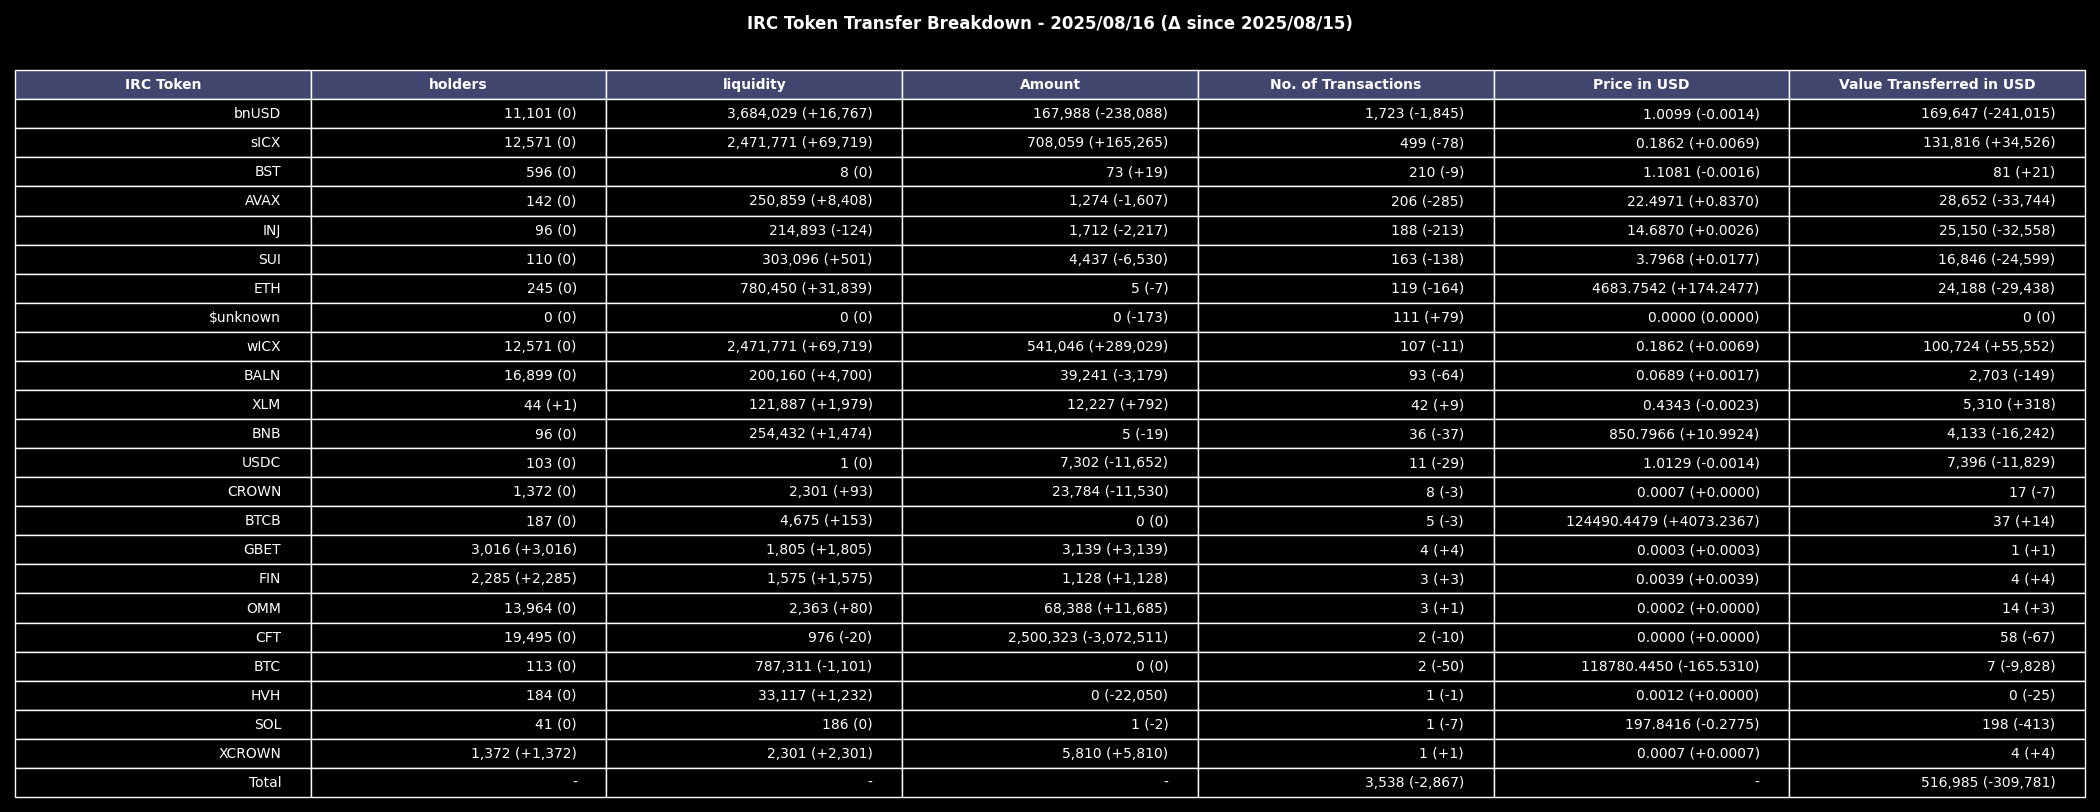 IRC Token Transfer Breakdown - 2025/08/16 (Δ since 2025/08/15)
IRC Token holders liquidity Amount No. of Transactions Price in USD Value Transferred in USD
bnUSD 11,101 (0) 3,684,029 (+16,767) 167,988 (-238,088) 1,723 (-1,845) 1.0099 (-0.0014) 169,647 (-241,015)
sICX 12,571 (0) 2,471,771 (+69,719) 708,059 (+165,265) 499 (-78) 0.1862 (+0.0069) 131,816 (+34,526)
BST 596 (0) 8 (0) 73 (+19) 210 (-9) 1.1081 (-0.0016) 81 (+21)
AVAX 142 (0) 250,859 (+8,408) 1,274 (-1,607) 206 (-285) 22.4971 (+0.8370) 28,652 (-33,744)
INJ 96 (0) 214,893 (-124) 1,712 (-2,217) 188 (-213) 14.6870 (+0.0026) 25,150 (-32,558)
SUI 110 (0) 303,096 (+501) 4,437 (-6,530) 163 (-138) 3.7968 (+0.0177) 16,846 (-24,599)
ETH 245 (0) 780,450 (+31,839) 5 (-7) 119 (-164) 4683.7542 (+174.2477) 24,188 (-29,438)
$unknown 0 (0) 0 (0) 0 (-173) 111 (+79) 0.0000 (0.0000) 0 (0)
wICX 12,571 (0) 2,471,771 (+69,719) 541,046 (+289,029) 107 (-11) 0.1862 (+0.0069) 100,724 (+55,552)
BALN 16,899 (0) 200,160 (+4,700) 39,241 (-3,179) 93 (-64) 0.0689 (+0.0017) 2,703 (-149)
XLM 44 (+1) 121,887 (+1,979) 12,227 (+792) 42 (+9) 0.4343 (-0.0023) 5,310 (+318)
BNB 96 (0) 254,432 (+1,474) 5 (-19) 36 (-37) 850.7966 (+10.9924) 4,133 (-16,242)
USDC 103 (0) 1 (0) 7,302 (-11,652) 11 (-29) 1.0129 (-0.0014) 7,396 (-11,829)
CROWN 1,372 (0) 2,301 (+93) 23,784 (-11,530) 8 (-3) 0.0007 (+0.0000) 17 (-7)
BTCB 187 (0) 4,675 (+153) 0 (0) 5 (-3) 124490.4479 (+4073.2367) 37 (+14)
GBET 3,016 (+3,016) 1,805 (+1,805) 3,139 (+3,139) 4 (+4) 0.0003 (+0.0003) 1 (+1)
FIN 2,285 (+2,285) 1,575 (+1,575) 1,128 (+1,128) 3 (+3) 0.0039 (+0.0039) 4 (+4)
OMM 13,964 (0) 2,363 (+80) 68,388 (+11,685) 3 (+1) 0.0002 (+0.0000) 14 (+3)
CFT 19,495 (0) 976 (-20) 2,500,323 (-3,072,511) 2 (-10) 0.0000 (+0.0000) 58 (-67)
BTC 113 (0) 787,311 (-1,101) 0 (0) 2 (-50) 118780.4450 (-165.5310) 7 (-9,828)
HVH 184 (0) 33,117 (+1,232) 0 (-22,050) 1 (-1) 0.0012 (+0.0000) 0 (-25)
SOL 41 (0) 186 (0) 1 (-2) 1 (-7) 197.8416 (-0.2775) 198 (-413)
XCROWN 1,372 (+1,372) 2,301 (+2,301) 5,810 (+5,810) 1 (+1) 0.0007 (+0.0007) 4 (+4)
Total - - - 3,538 (-2,867) - 516,985 (-309,781)